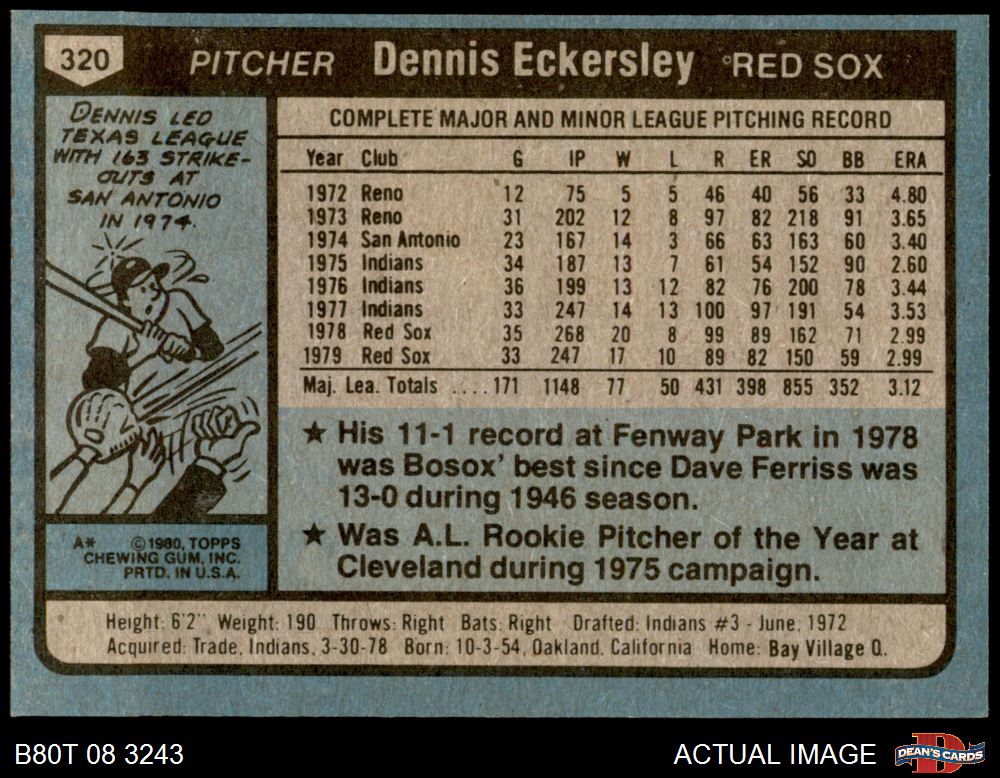 320 PITCHER Dennis Eckersley RED SOX
DENNIS LED
TEXAS LEAGUE
WITH 163 STRIKE-
OUTS AT
SAN ANTONIO
IN 1974.
COMPLETE MAJOR AND MINOR LEAGUE PITCHING RECORD
Year Club G IP W L R ER SO BB ERA
1972 Reno 12 75 5 5 46 40 56 33 4.80
1973 Reno 31 202 12 8 97 82 218 91 3.65
1974 San Antonio 23 167 14 3 66 63 163 60 3.40
1975 Indians 34 187 13 7 61 54 152 90 2.60
1976 Indians 36 199 13 12 82 76 200 78 3.44
1977 Indians 33 247 14 13 100 97 191 54 3.53
1978 Red Sox 35 268 20 8 99 89 162 71 2.99
1979 Red Sox 33 247 17 10 89 82 150 59 2.99
Maj. Lea. Totals ....171 1148 77 50 431 398 855 352 3.12
★ His 11-1 record at Fenway Park in 1978
was Bosox' best since Dave Ferriss was
13-0 during 1946 season.
★ Was A.L. Rookie Pitcher of the Year at
Cleveland during 1975 campaign.
A* ©1980, TOPPS
CHEWING GUM, INC.
PRTD. IN U.S.A.
Height: 6'2" Weight: 190 Throws: Right Bats: Right Drafted: Indians #3 - June, 1972
Acquired: Trade, Indians, 3-30-78 Born: 10-3-54, Oakland, California Home: Bay Village O.
B80T 08 3243 ACTUAL IMAGE DEAN'S CARDS